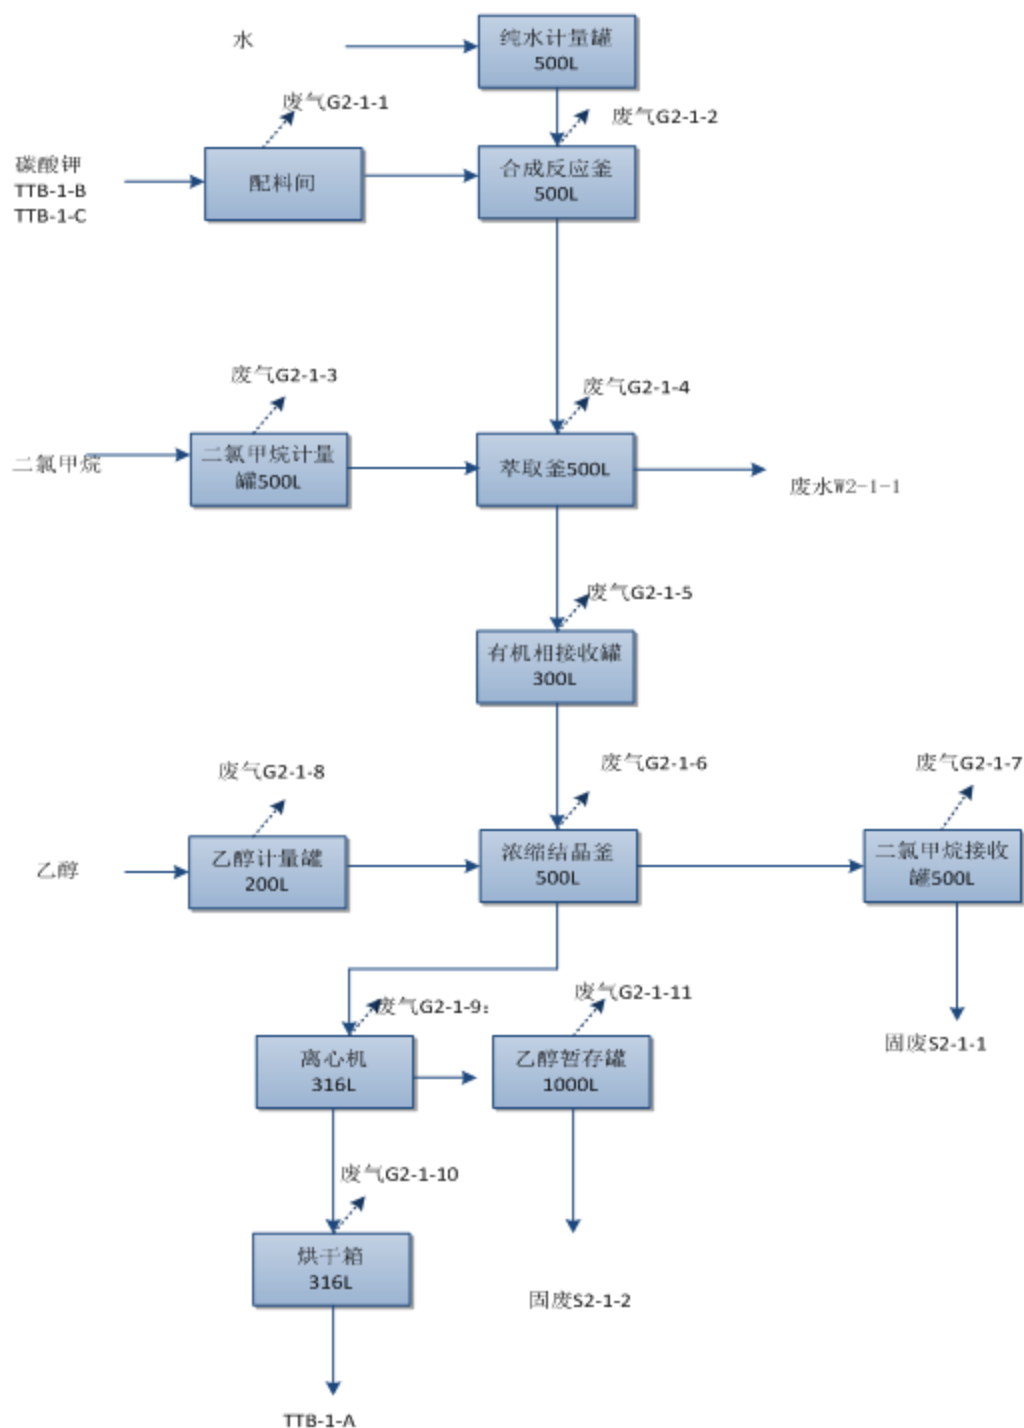 水
纯水计量罐
500L
废气G2-1-1
废气G2-1-2
碳酸钾
TTB-1-B
TTB-1-C
配料间
合成反应釜
500L
废气G2-1-3
废气G2-1-4
二氯甲烷
二氯甲烷计量
罐500L
萃取釜500L
废水W2-1-1
废气G2-1-5
有机相接收罐
300L
废气G2-1-8
废气G2-1-6
废气G2-1-7
乙醇
乙醇计量罐
200L
浓缩结晶釜
500L
二氯甲烷接收
罐500L
废气G2-1-9：
废气G2-1-11
固废S2-1-1
离心机
316L
乙醇暂存罐
1000L
废气G2-1-10
烘干箱
316L
固废S2-1-2
TTB-1-A